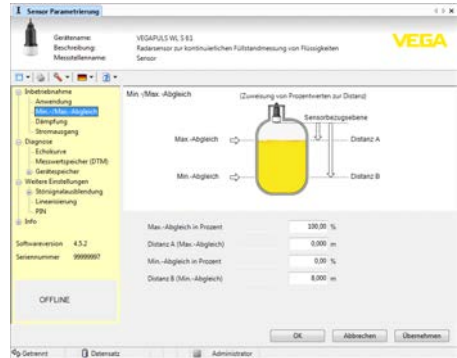 Sensor Parametrierung
Gerätename: VEGAPULS WL S 61
Beschreibung: Radarsensor zur kontinuierlichen Füllstandmessung von Flüssigkeiten
Messstellenname: Sensor
VEGA
Inbetriebnahme
Anwendung
Min.-/Max.-Abgleich
Dämpfung
Stromausgang
Diagnose
Echokurve
Messwertspeicher (DTM)
Gerätespeicher
Weitere Einstellungen
Störsignalausblendung
Linearisierung
PIN
Info
Softwareversion 4.5.2
Seriennummer 99999997
OFFLINE
Min.-/Max.-Abgleich
(Zuweisung von Prozentwerten zur Distanz)
Sensorbezugsebene
Max.-Abgleich
Distanz A
Min.-Abgleich
Distanz B
Max.-Abgleich in Prozent 100,00 %
Distanz A (Max.-Abgleich) 0,000 m
Min.-Abgleich in Prozent 0,00 %
Distanz B (Min.-Abgleich) 8,000 m
OK Abbrechen Übernehmen
Getrennt Datensatz Administrator